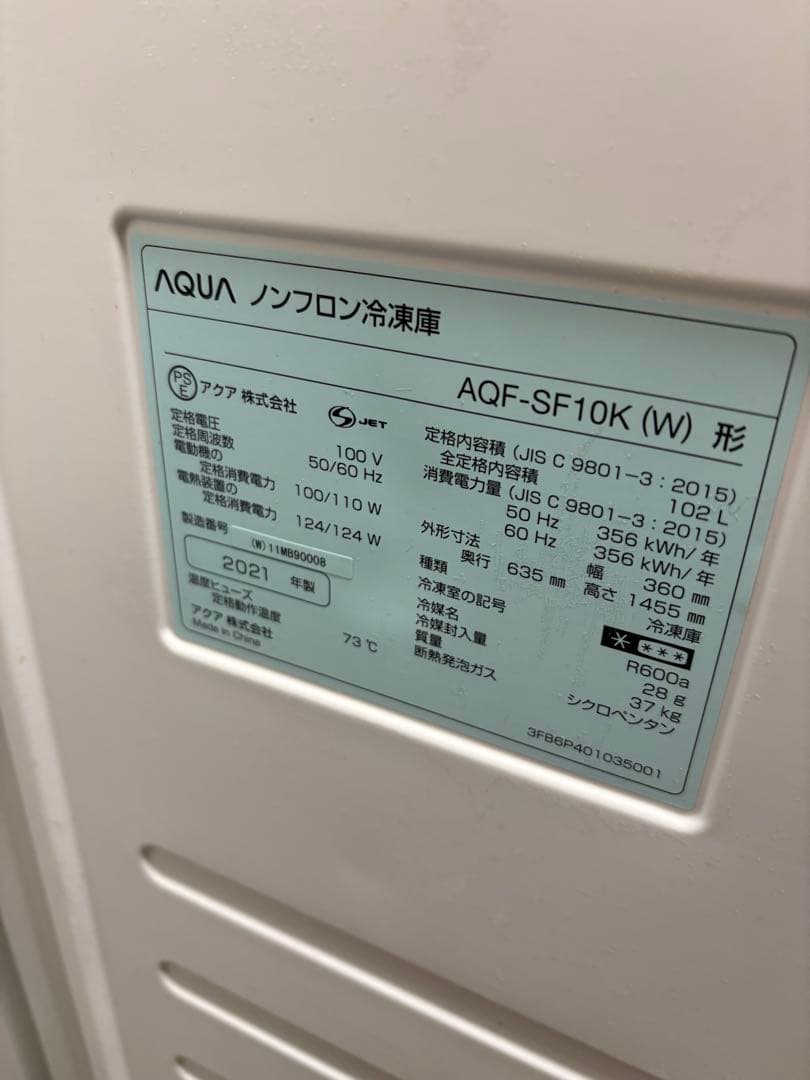 AQUA ノンフロン冷凍庫
AQF-SF10K (W) 形
PS E アクア 株式会社 S JET
定格電圧 100 V
定格周波数 50/60 Hz
電動機の
定格消費電力 100/110 W
電熱装置の
定格消費電力 124/124 W
製造番号 (W)11MB90008
2021 年製
温度ヒューズ
定格動作温度 73 ℃
アクア 株式会社
Made in China
定格内容積 (JIS C 9801-3 : 2015)
全定格内容積 102 L
消費電力量 (JIS C 9801-3 : 2015)
50 Hz 356 kWh/年
60 Hz 356 kWh/年
外形寸法 幅 360 mm
奥行 635 mm 高さ 1455 mm
種類 冷凍庫
冷凍室の記号 * ***
冷媒名 R600a
冷媒封入量 28 g
質量 37 kg
断熱発泡ガス シクロペンタン
3FB6P401035001